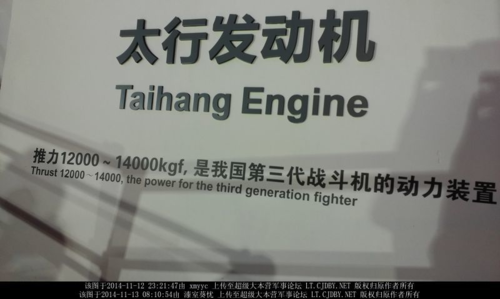 太行发动机
Taihang Engine
推力12000~14000kgf, 是我国第三代战斗机的动力装置
Thrust 12000~14000, the power for the third generation fighter
该图于2014-11-12 23:21:47由 xmyyc 上传至超级大本营军事论坛 LT.CJDBY.NET 版权归原作者所有
该图于2014-11-13 08:10:54由 漆室葵忧 上传至超级大本营军事论坛 LT.CJDBY.NET 版权归原作者所有